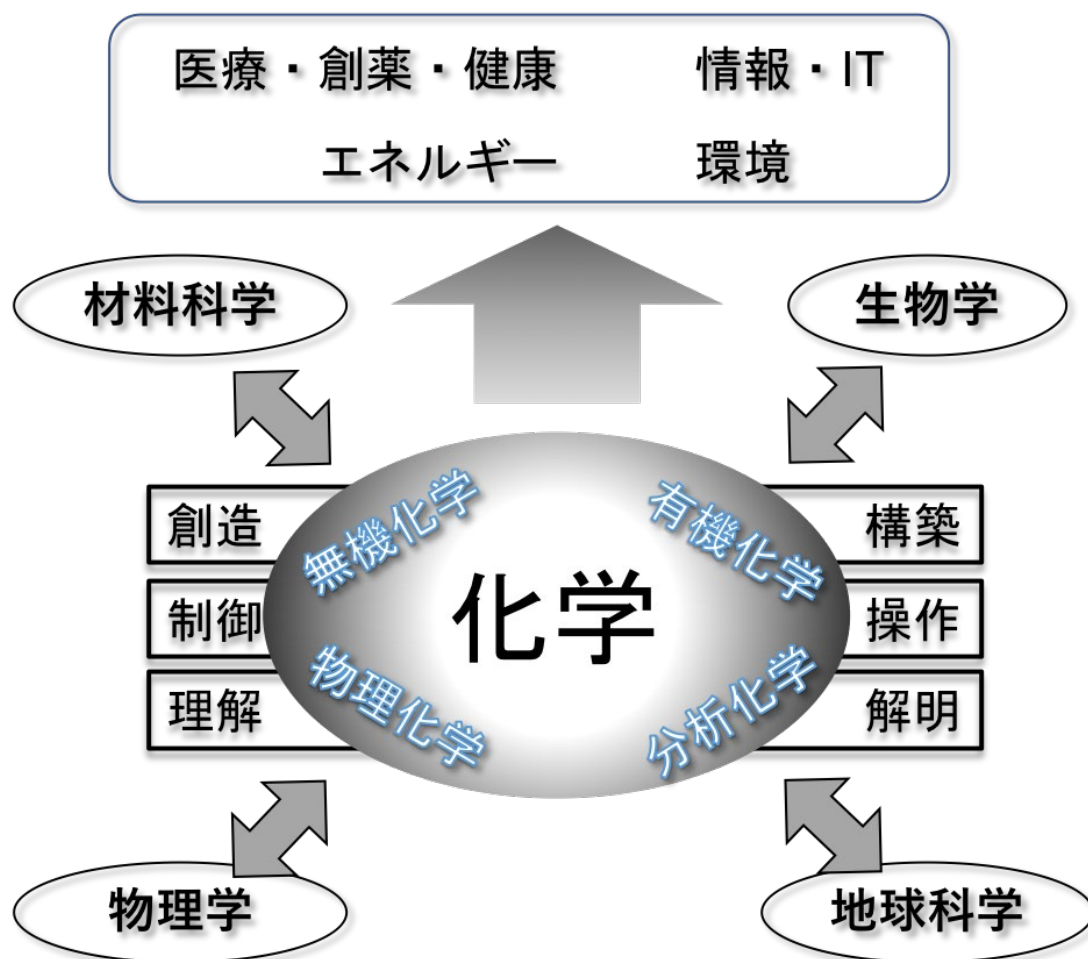 医療・創薬・健康 情報・IT
エネルギー 環境
材料科学 生物学
創造
制御
理解
無機化学
有機化学
化学
物理化学
分析化学
構築
操作
解明
物理学 地球科学